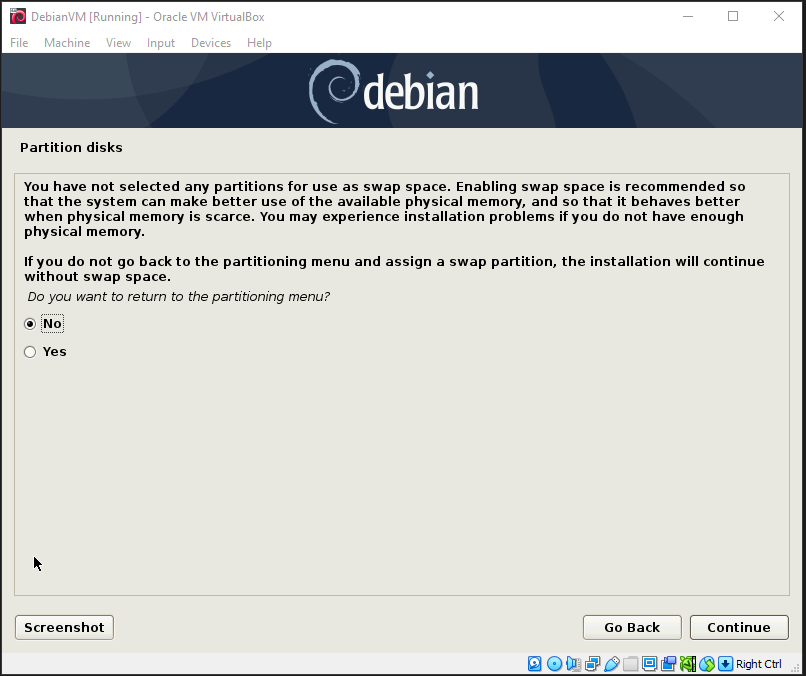 DebianVM [Running] - Oracle VM VirtualBox
File Machine View Input Devices Help
debian
Partition disks
You have not selected any partitions for use as swap space. Enabling swap space is recommended so
that the system can make better use of the available physical memory, and so that it behaves better
when physical memory is scarce. You may experience installation problems if you do not have enough
physical memory.
If you do not go back to the partitioning menu and assign a swap partition, the installation will continue
without swap space.
Do you want to return to the partitioning menu?
No
Yes
Screenshot Go Back Continue
Right Ctrl